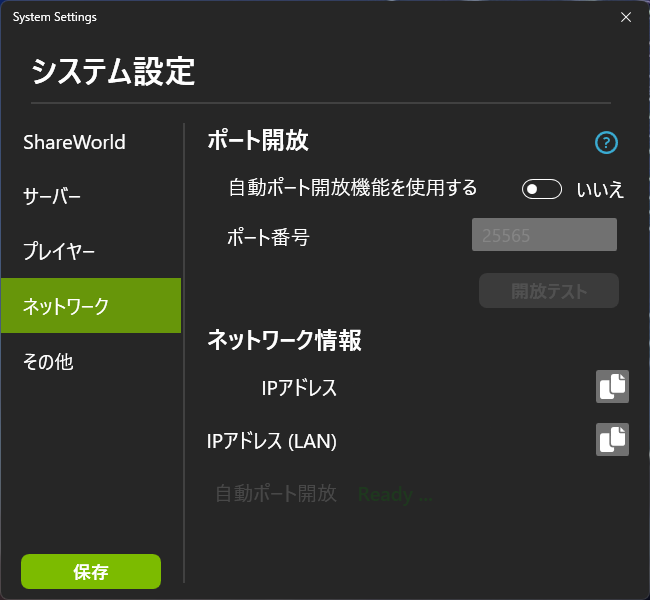 System Settings
システム設定
ShareWorld
サーバー
プレイヤー
ネットワーク
その他
保存
ポート開放
?
自動ポート開放機能を使用する
いいえ
ポート番号
25565
開放テスト
ネットワーク情報
IPアドレス
IPアドレス (LAN)
自動ポート開放
Ready ...